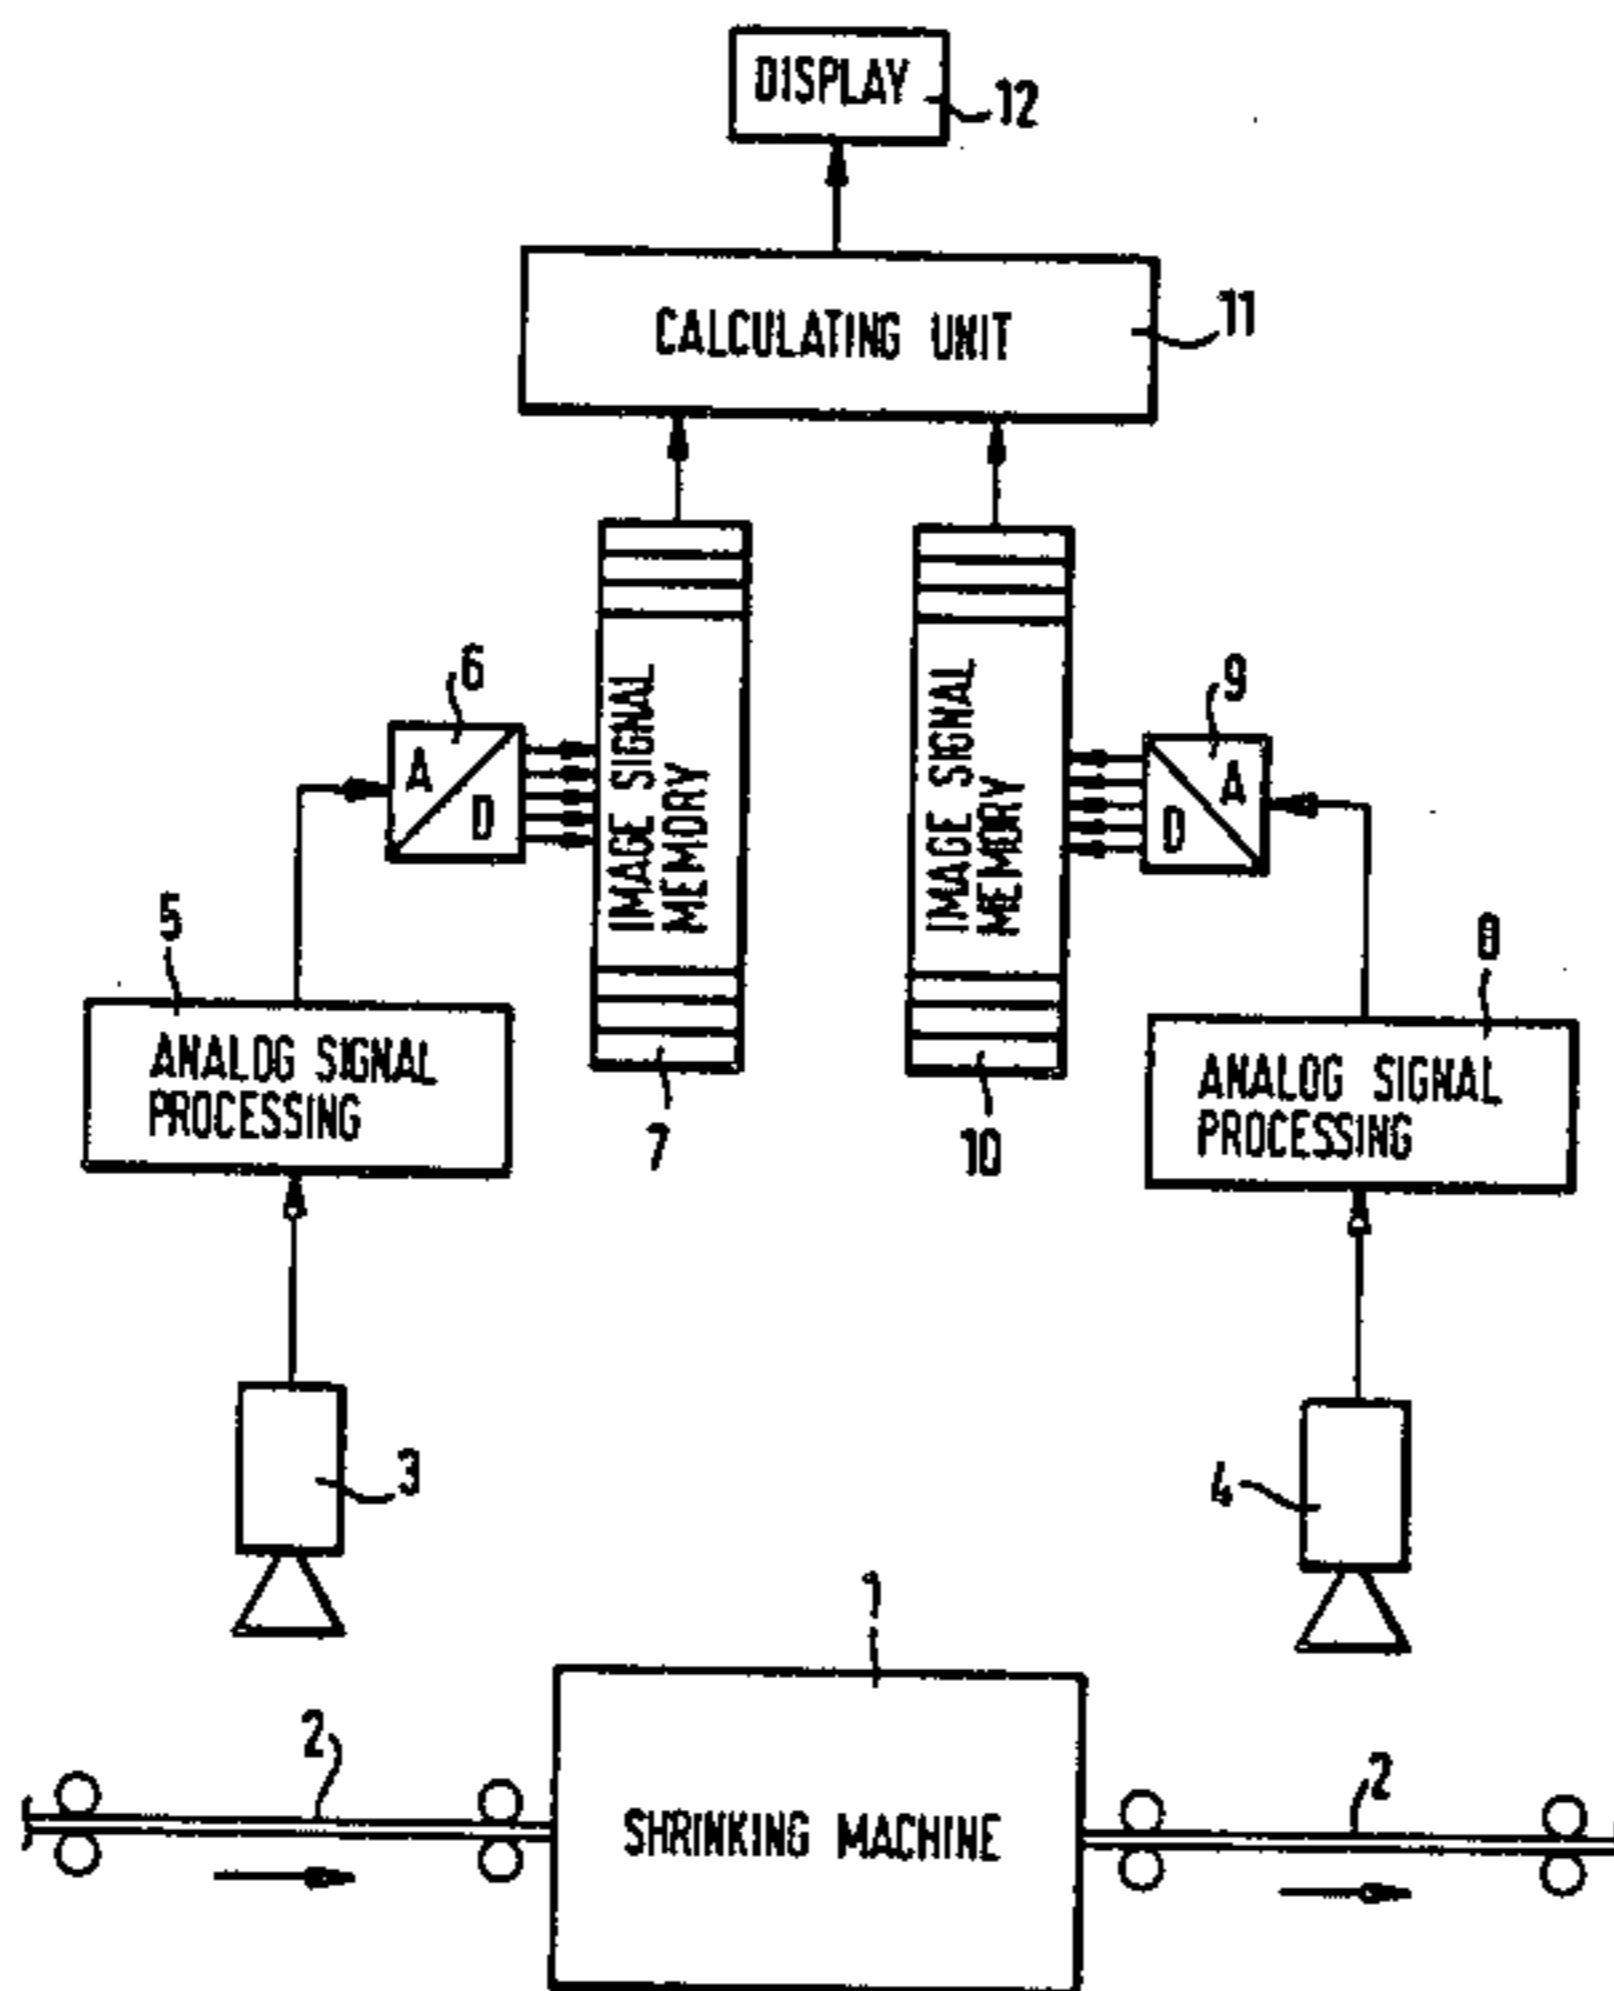 DISPLAY
12
CALCULATING UNIT
11
6
A
D
IMAGE SIGNAL
MEMORY
IMAGE SIGNAL
MEMORY
9
A
D
5
ANALOG SIGNAL
PROCESSING
7
10
8
ANALOG SIGNAL
PROCESSING
3
4
1
2
SHRINKING MACHINE
2